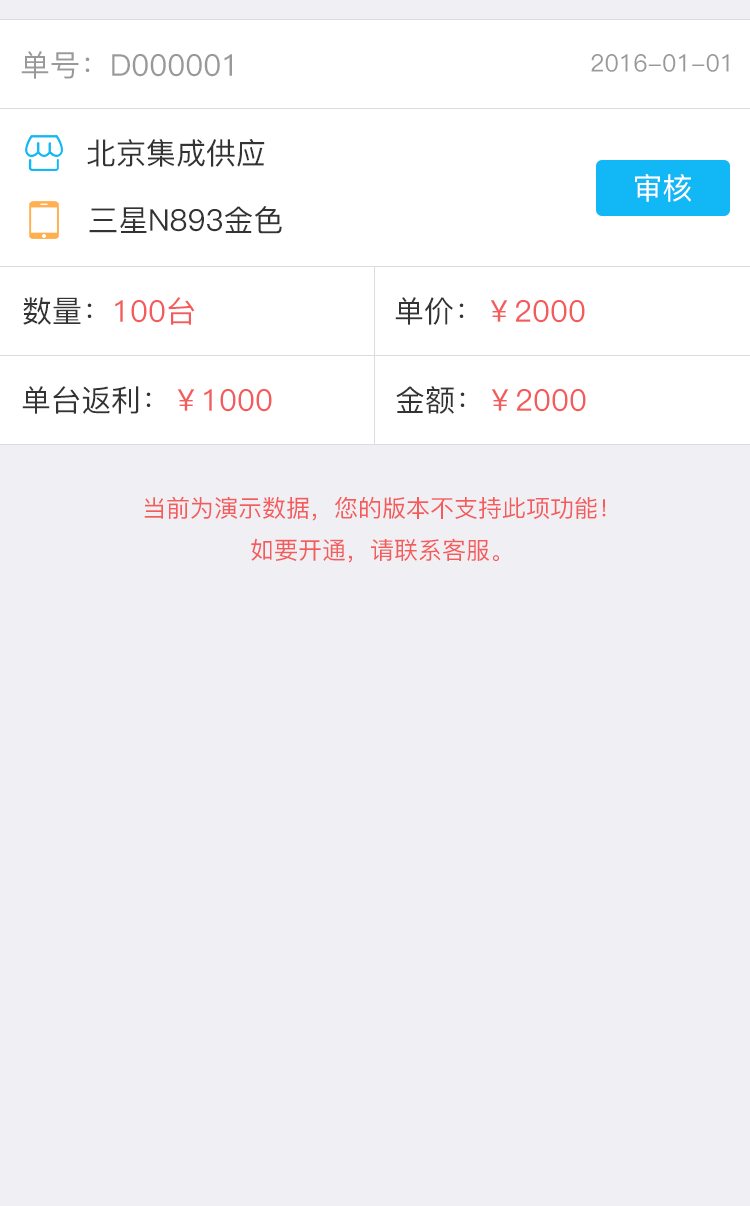 单号：D000001
2016-01-01
北京集成供应
三星N893金色
审核
数量：100台
单价：￥2000
单台返利：￥1000
金额：￥2000
当前为演示数据，您的版本不支持此项功能！
如要开通，请联系客服。